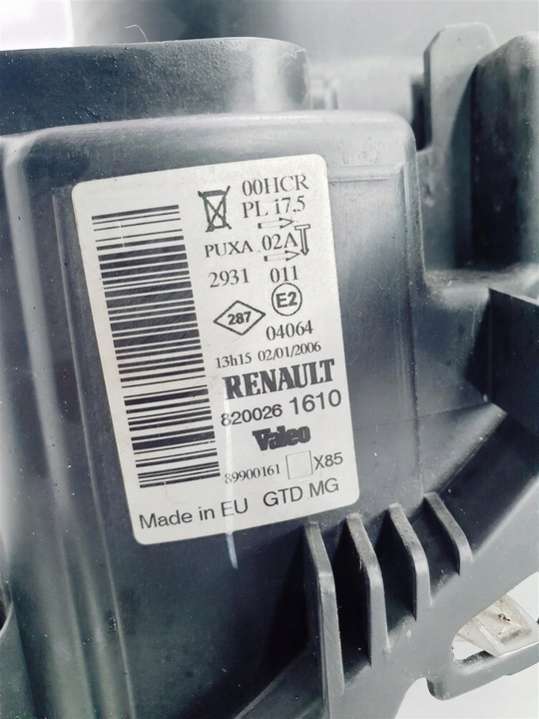 00HCR
PL 17.5
PUXA 02A
2931 011
287 E2
04064
13h15 02/01/2006
RENAULT
820026 1610
Valeo
89900161 X85
Made in EU GTD MG